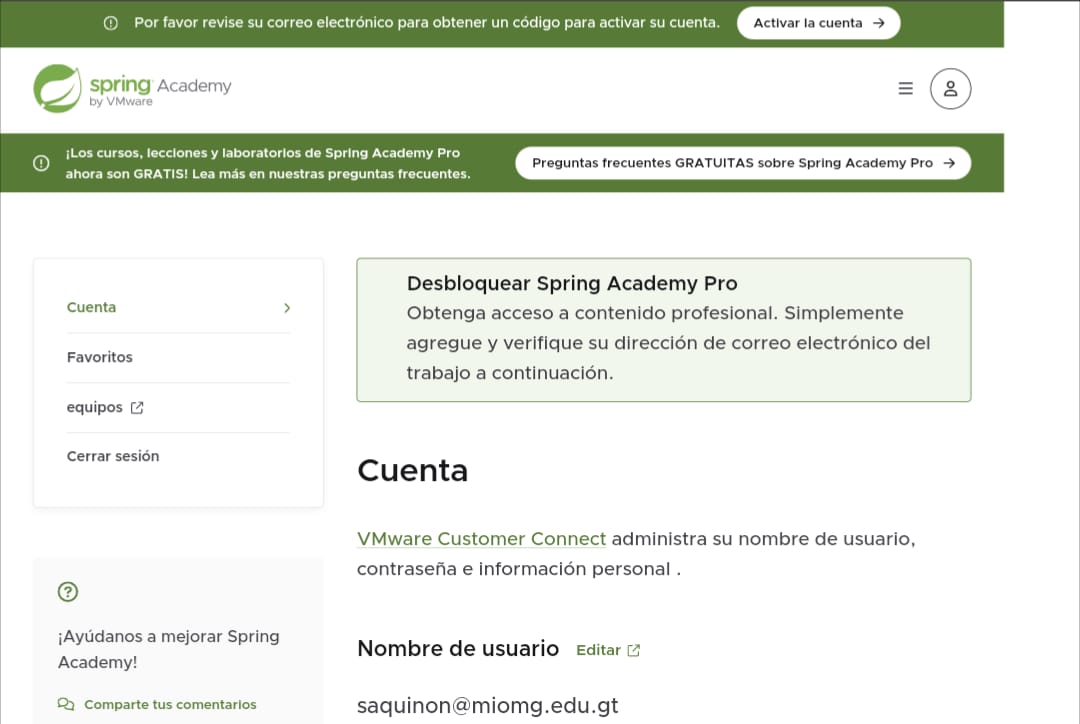 Por favor revise su correo electrónico para obtener un código para activar su cuenta.
Activar la cuenta
spring Academy
by VMware
¡Los cursos, lecciones y laboratorios de Spring Academy Pro
ahora son GRATIS! Lea más en nuestras preguntas frecuentes.
Preguntas frecuentes GRATUITAS sobre Spring Academy Pro
Cuenta
Favoritos
equipos
Cerrar sesión
¡Ayúdanos a mejorar Spring
Academy!
Comparte tus comentarios
Desbloquear Spring Academy Pro
Obtenga acceso a contenido profesional. Simplemente
agregue y verifique su dirección de correo electrónico del
trabajo a continuación.
Cuenta
VMware Customer Connect administra su nombre de usuario,
contraseña e información personal .
Nombre de usuario Editar
saquinon@miomg.edu.gt